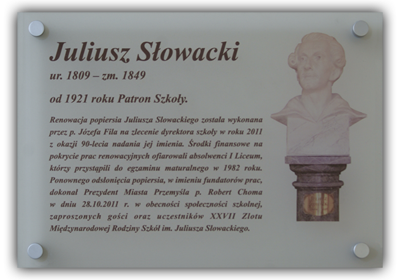 Juliusz Słowacki
ur. 1809 – zm. 1849
od 1921 roku Patron Szkoły.
Renowacja popiersia Juliusza Słowackiego została wykonana
przez p. Józefa Fila na zlecenie dyrektora szkoły w roku 2011
z okazji 90-lecia nadania jej imienia. Środki finansowe na
pokrycie prac renowacyjnych ofiarowali absolwenci I Liceum,
którzy przystąpili do egzaminu maturalnego w 1982 roku.
Ponownego odsłonięcia popiersia, w imieniu fundatorów prac,
dokonał Prezydent Miasta Przemyśla p. Robert Choma
w dniu 28.10.2011 r. w obecności społeczności szkolnej,
zaproszonych gości oraz uczestników XXVII Zlotu
Międzynarodowej Rodziny Szkół im. Juliusza Słowackiego.